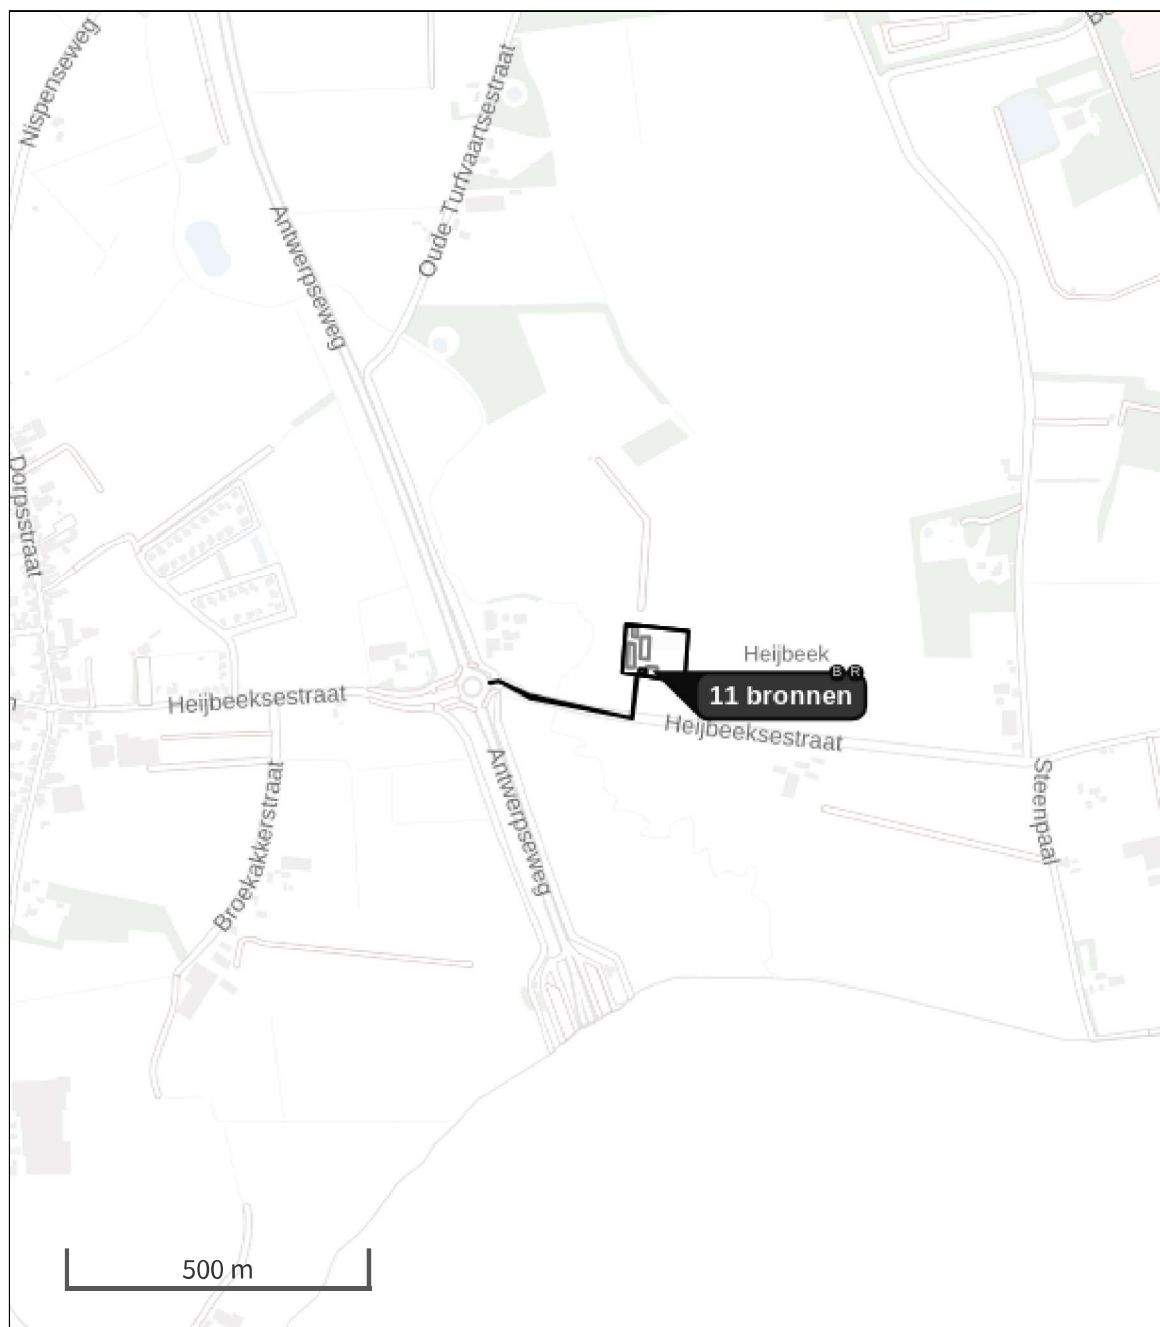 Nispenseweg
Oude Turfvaartsestraat
Antwerpseweg
Dorpsstraat
Heijbeek
B R
11 bronnen
Heijbeeksestraat
Heijbeeksestraat
Antwerpseweg
Steenpaal
Broekakkerstraat
500 m